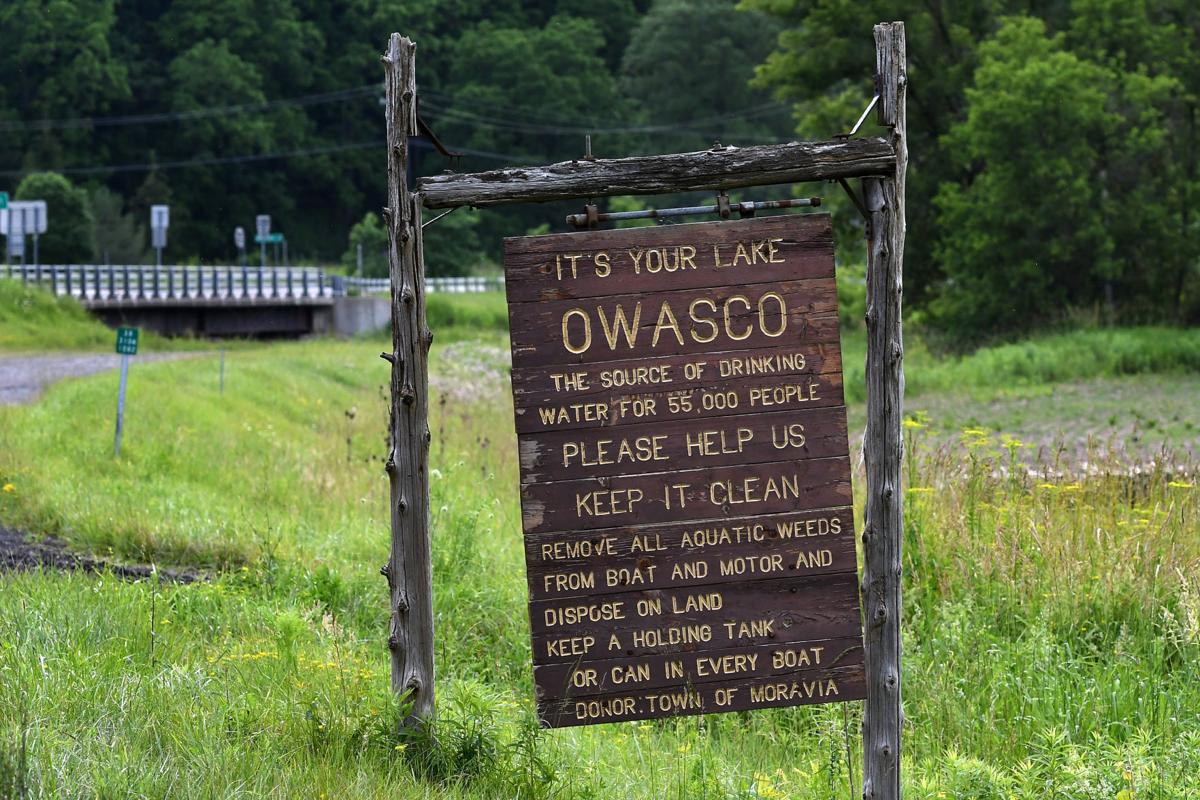 IT'S YOUR LAKE
OWASCO
THE SOURCE OF DRINKING
WATER FOR 55,000 PEOPLE
PLEASE HELP US
KEEP IT CLEAN
REMOVE ALL AQUATIC WEEDS
FROM BOAT AND MOTOR AND
DISPOSE ON LAND
KEEP A HOLDING TANK
OR CAN IN EVERY BOAT
DONOR:TOWN OF MORAVIA